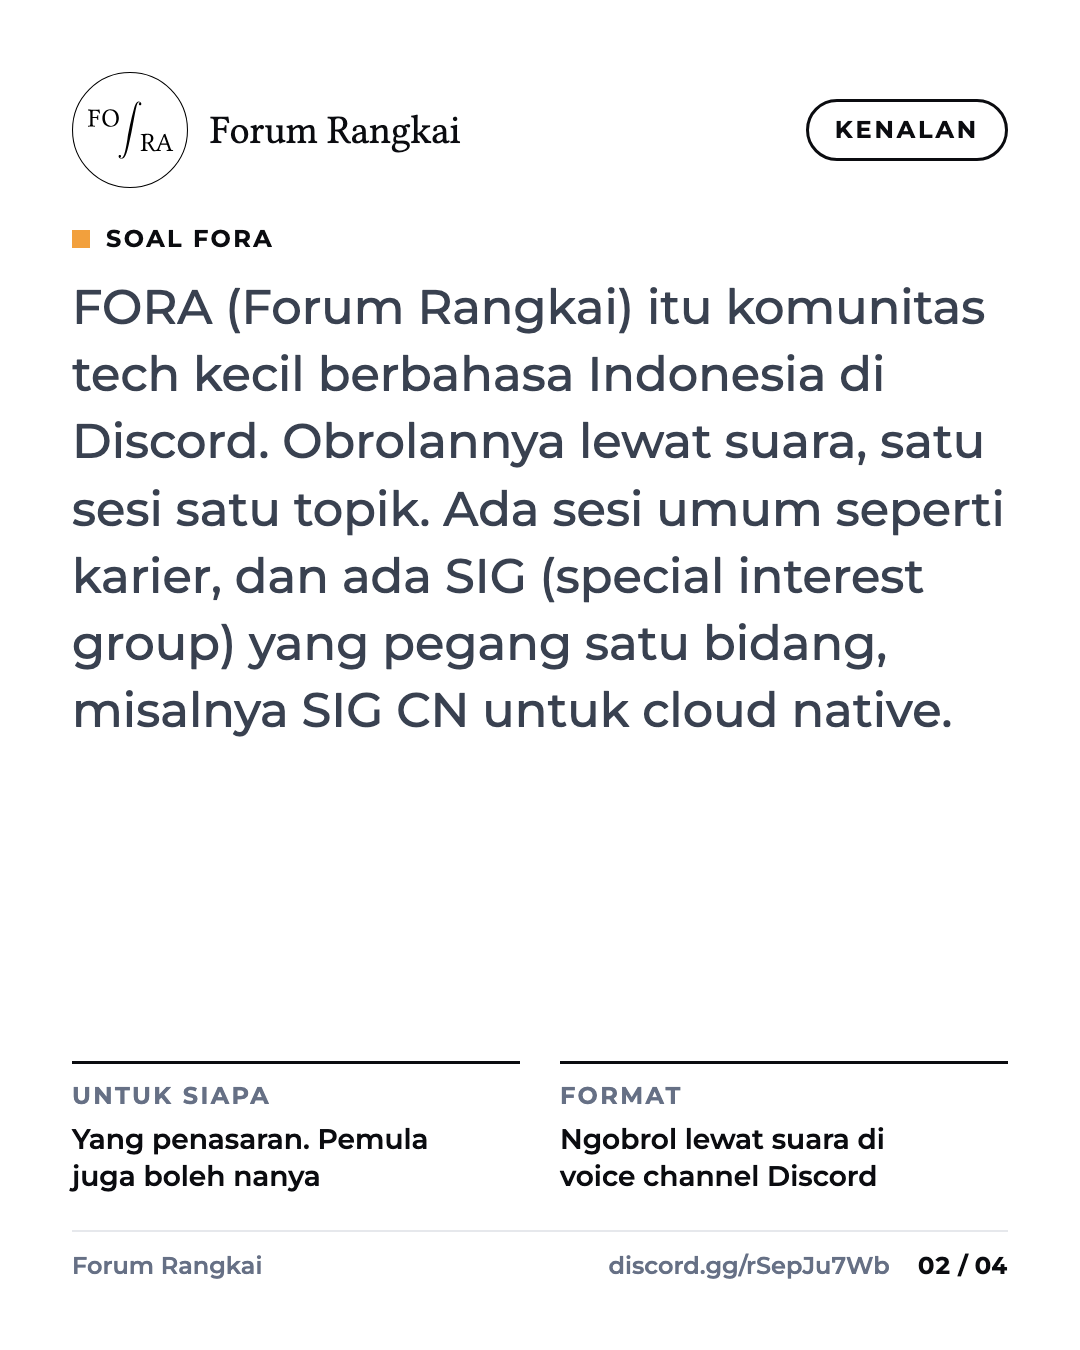 FO∫RA
Forum Rangkai
KENALAN
SOAL FORA
FORA (Forum Rangkai) itu komunitas
tech kecil berbahasa Indonesia di
Discord. Obrolannya lewat suara, satu
sesi satu topik. Ada sesi umum seperti
karier, dan ada SIG (special interest
group) yang pegang satu bidang,
misalnya SIG CN untuk cloud native.
UNTUK SIAPA
Yang penasaran. Pemula
juga boleh nanya
FORMAT
Ngobrol lewat suara di
voice channel Discord
Forum Rangkai
discord.gg/rSepJu7Wb
02 / 04